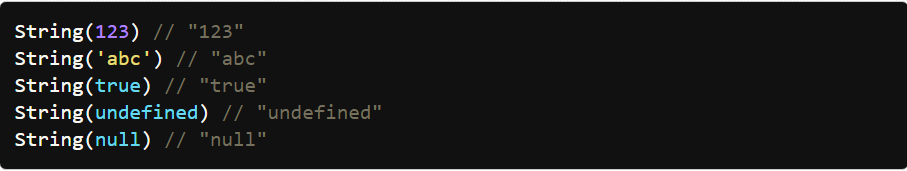 String(123) // "123"
String('abc') // "abc"
String(true) // "true"
String(undefined) // "undefined"
String(null) // "null"